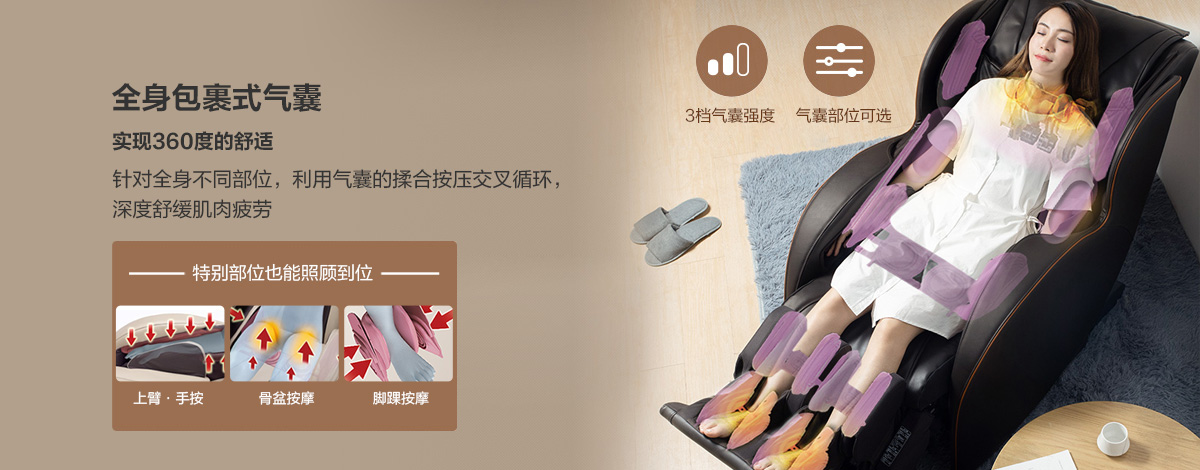 全身包裹式气囊
实现360度的舒适
针对全身不同部位，利用气囊的揉合按压交叉循环，
深度舒缓肌肉疲劳
特别部位也能照顾到位
上臂·手按
骨盆按摩
脚踝按摩
3档气囊强度
气囊部位可选